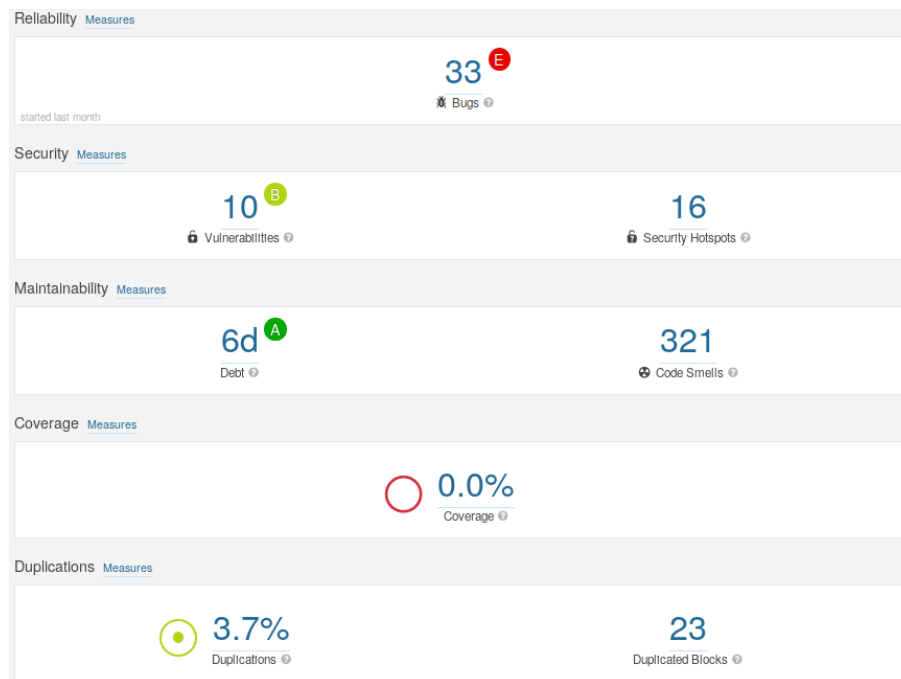 Reliability Measures
33 E
Bugs ?
started last month
Security Measures
10 B
Vulnerabilities ?
16
Security Hotspots ?
Maintainability Measures
6d A
Debt ?
321
Code Smells ?
Coverage Measures
0.0%
Coverage ?
Duplications Measures
3.7%
Duplications ?
23
Duplicated Blocks ?